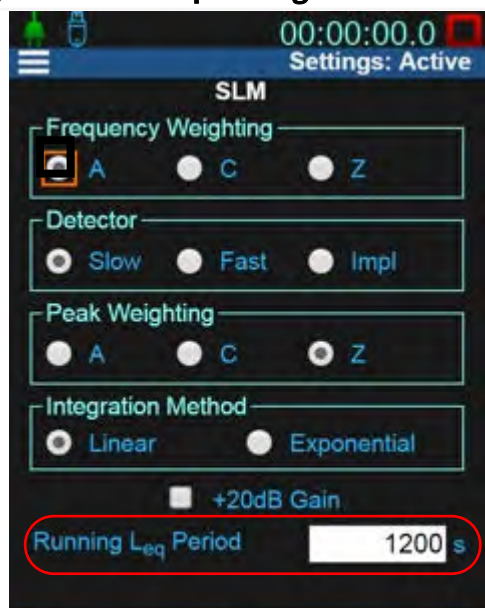 00:00:00.0
Settings: Active
SLM
Frequency Weighting
A C Z
Detector
Slow Fast Impl
Peak Weighting
A C Z
Integration Method
Linear Exponential
+20dB Gain
Running Leq Period 1200 s